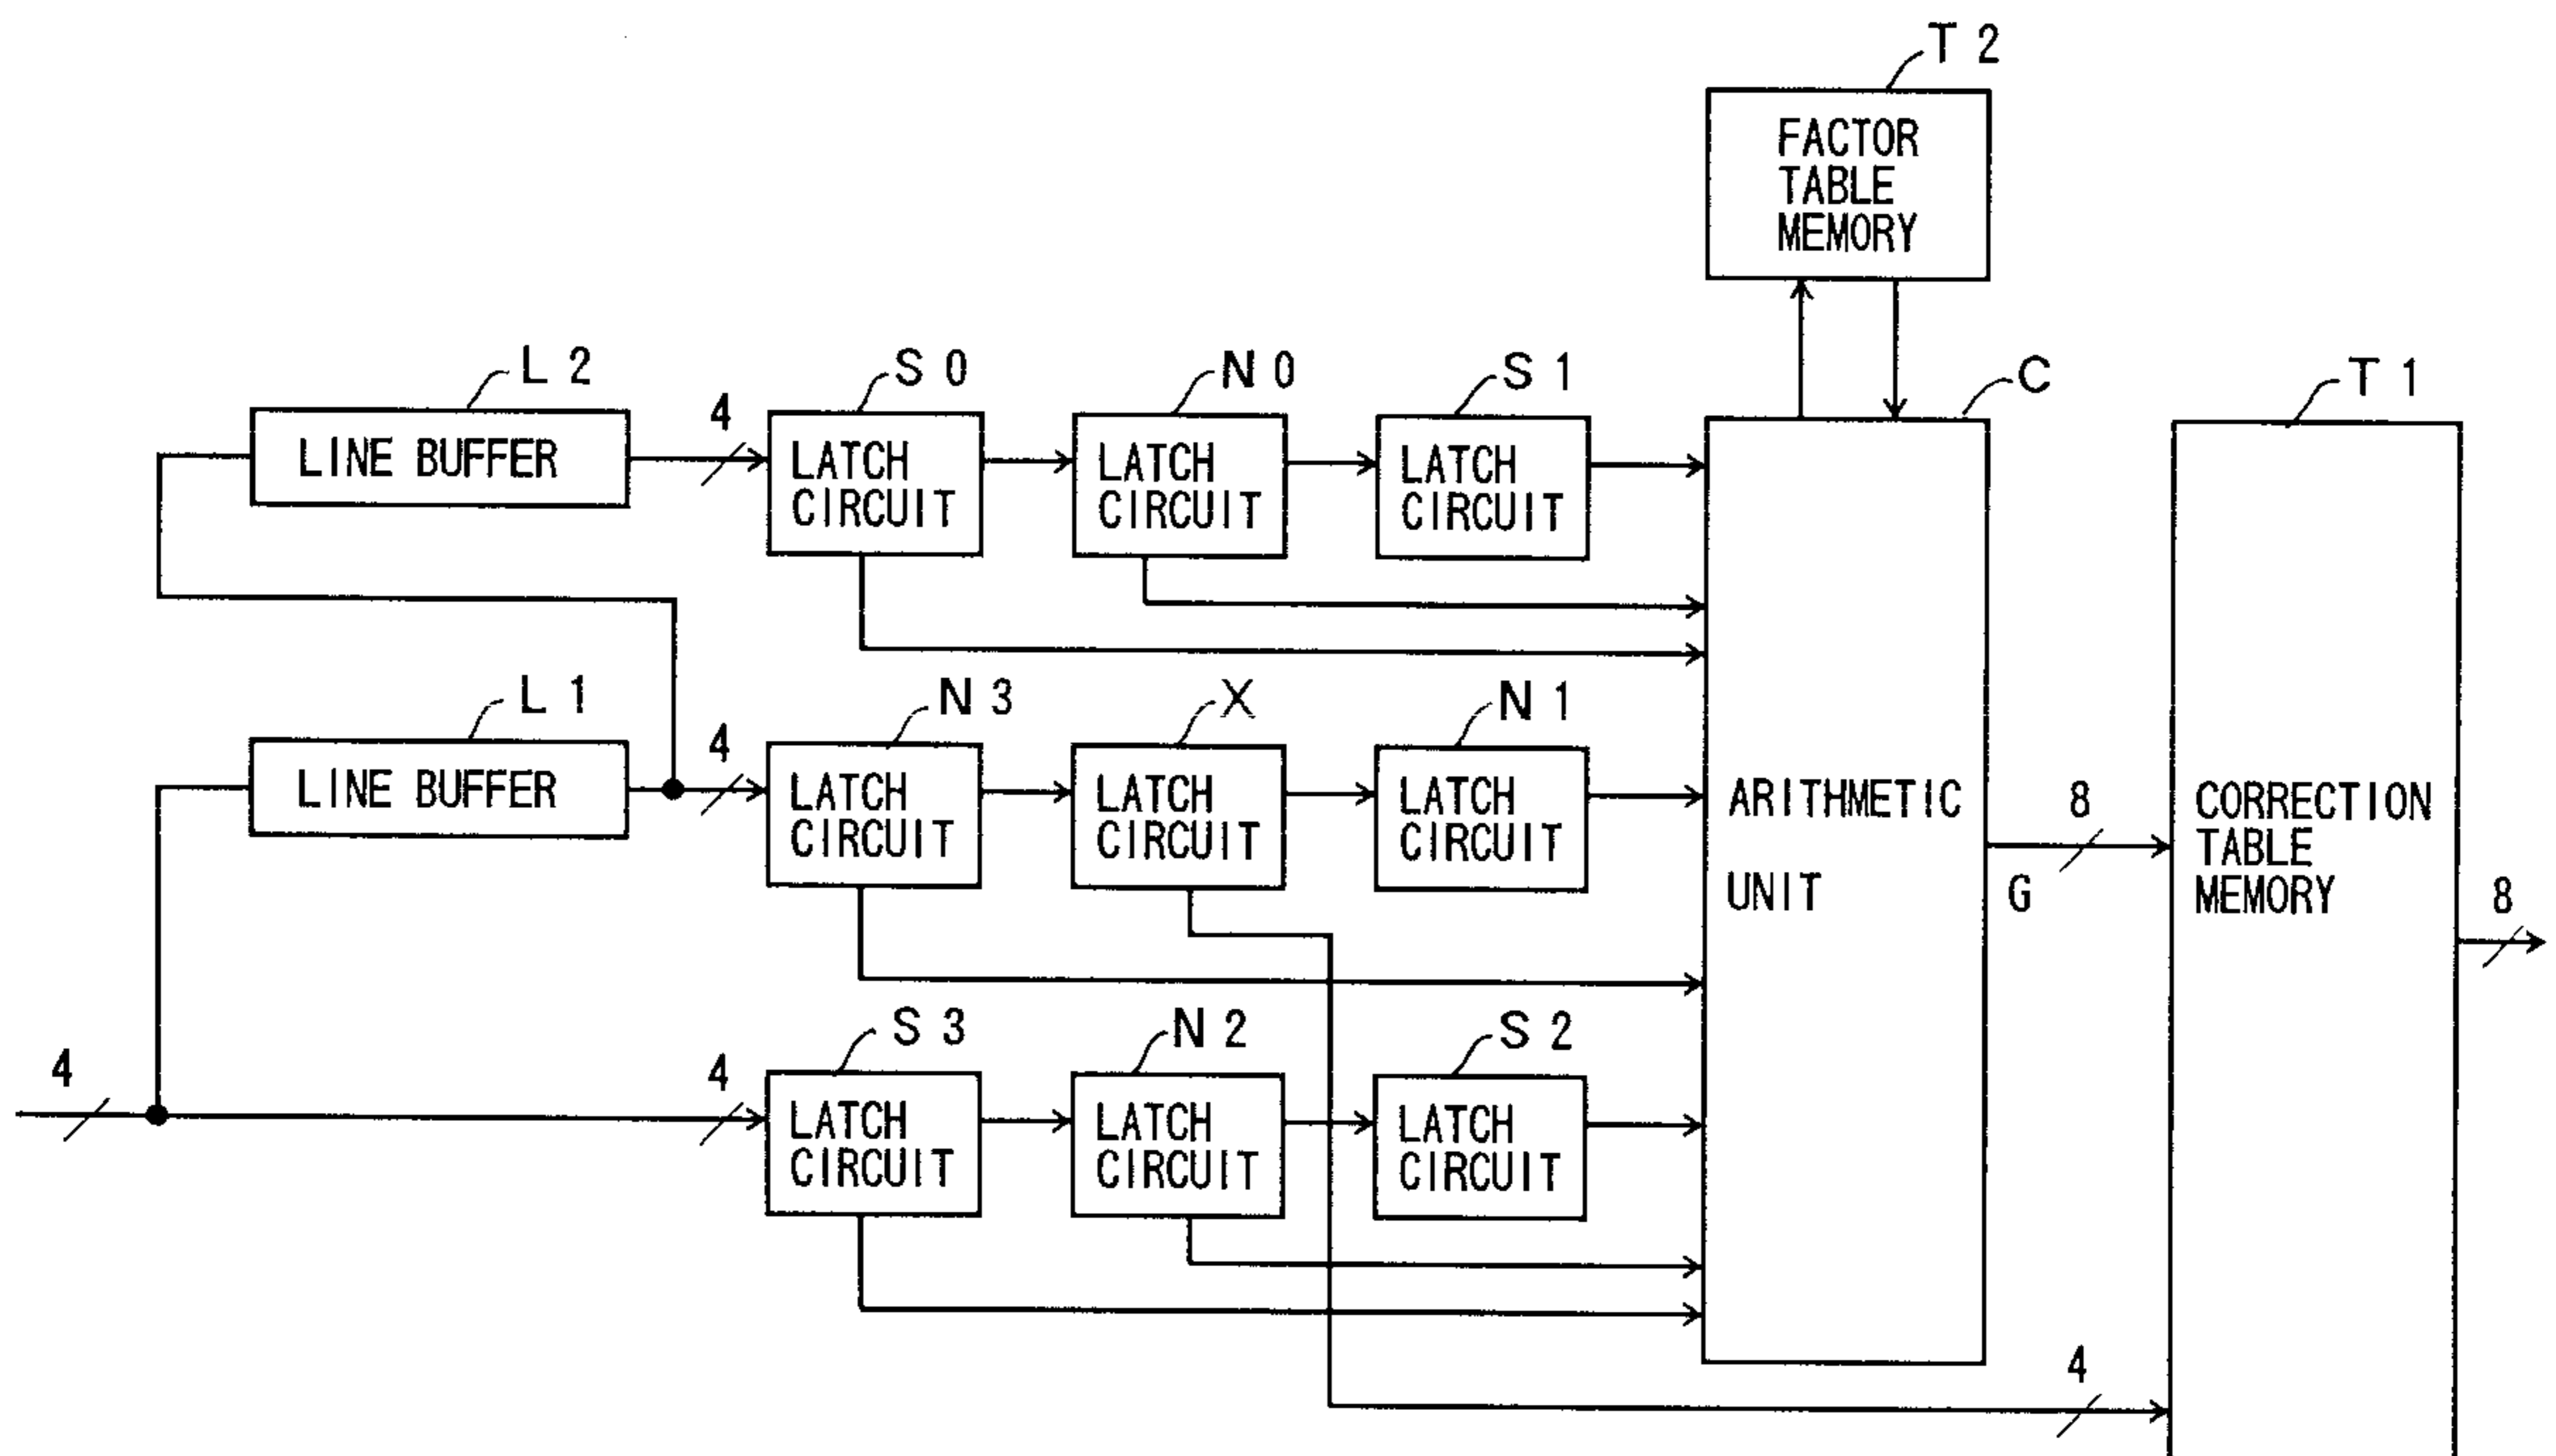 T 2
FACTOR
TABLE
MEMORY
L 2
S 0
N 0
S 1
C
T 1
LINE BUFFER
4
LATCH
CIRCUIT
LATCH
CIRCUIT
LATCH
CIRCUIT
L 1
N 3
X
N 1
LINE BUFFER
4
LATCH
CIRCUIT
LATCH
CIRCUIT
LATCH
CIRCUIT
ARITHMETIC
UNIT
8
G
CORRECTION
TABLE
MEMORY
8
S 3
N 2
S 2
4
4
LATCH
CIRCUIT
LATCH
CIRCUIT
LATCH
CIRCUIT
4